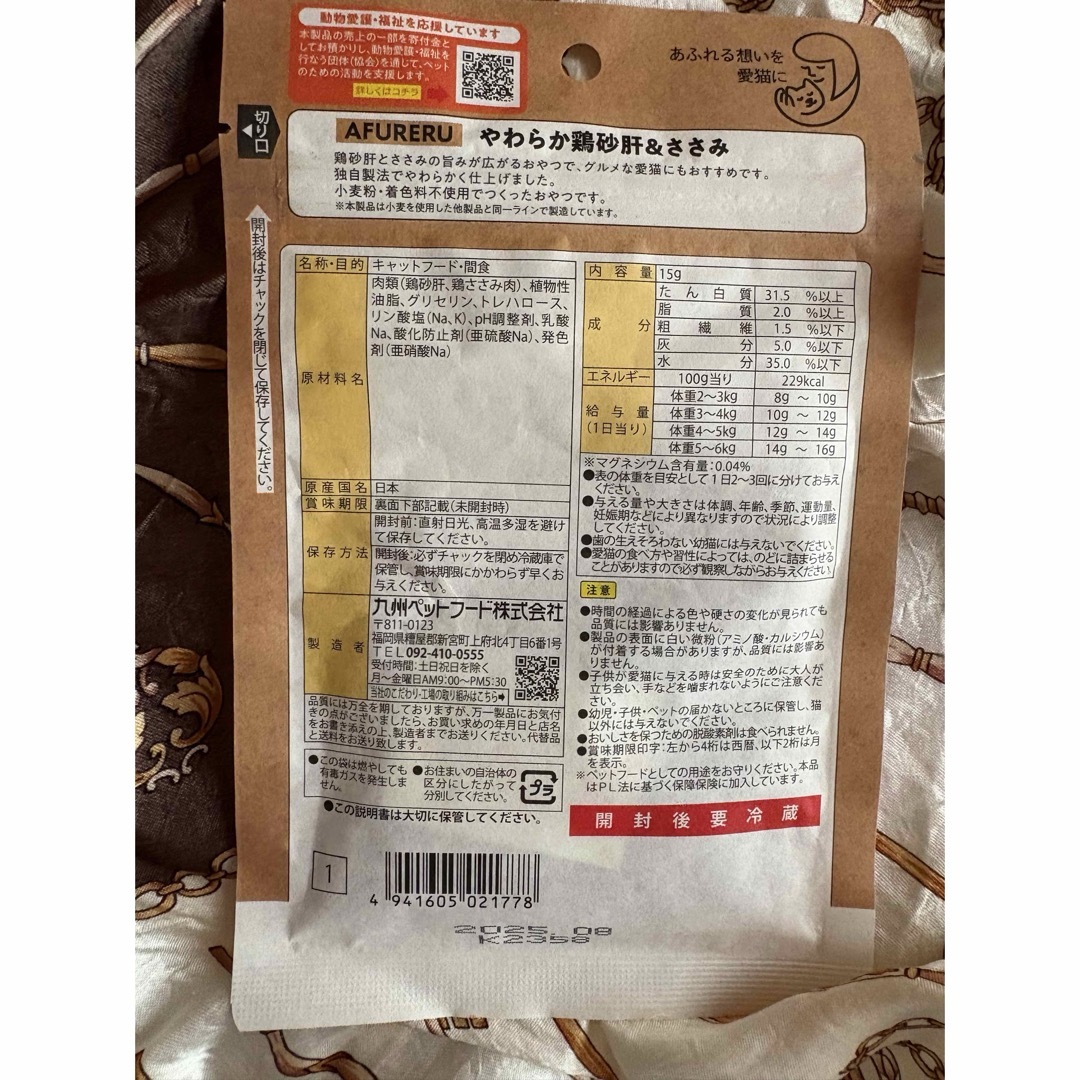 動物愛護・福祉を応援しています
本製品の売上の一部を寄付金と
してお預かりし、動物愛護・福祉を
行なう団体(協会)を通じて、ペット
のための活動を支援します。
詳しくはコチラ
あふれる想いを
愛猫に
切り口
開封後はチャックを閉じて保存してください。
AFURERU やわらか鶏砂肝&ささみ
鶏砂肝とささみの旨みが広がるおやつで、グルメな愛猫にもおすすめです。
独自製法でやわらかく仕上げました。
小麦粉・着色料不使用でつくったおやつです。
※本製品は小麦を使用した他製品と同一ラインで製造しています。
名称・目的 キャットフード・間食
原材料名
肉類(鶏砂肝、鶏ささみ肉)、植物性
油脂、グリセリン、トレハロース、
リン酸塩(Na、K)、pH調整剤、乳酸
Na、酸化防止剤(亜硫酸Na)、発色
剤(亜硝酸Na)
原産国名 日本
賞味期限 裏面下部記載(未開封時)
保存方法
開封前:直射日光、高温多湿を避け
て保存してください。
開封後:必ずチャックを閉め冷蔵庫で
保管し、賞味期限にかかわらず早くお
与えください。
製造者
九州ペットフード株式会社
〒811-0123
福岡県糟屋郡新宮町上府北4丁目6番1号
TEL 092-410-0555
受付時間:土日祝日を除く
月〜金曜日AM9:00〜PM5:30
当社のこだわり・工場の取り組みはこちら➡
品質には万全を期しておりますが、万一製品にお気付
きの点がございましたら、お買い求めの年月日と店名
をお書き添えの上、製造者までお送りください。代替品
と送料をお送り致します。
●この袋は燃やしても
有毒ガスを発生しま
せん。
●お住まいの自治体の
区分にしたがって
分別してください。
プラ
●この説明書は大切に保管してください。
内容量 15g
成分
たん白質 31.5 %以上
脂質 2.0 %以上
粗繊維 1.5 %以下
灰分 5.0 %以下
水分 35.0 %以下
エネルギー 100g当り 229kcal
給与量
(1日当り)
体重2〜3kg 8g 〜 10g
体重3〜4kg 10g 〜 12g
体重4〜5kg 12g 〜 14g
体重5〜6kg 14g 〜 16g
※マグネシウム含有量:0.04%
●表の体重を目安として1日2〜3回に分けてお与え
ください。
●与える量や大きさは体調、年齢、季節、運動量、
妊娠期などにより異なりますので状況により調整
してください。
●歯の生えそろわない幼猫には与えないでください。
●愛猫の食べ方や習性によっては、のどに詰まらせる
ことがありますので必ず観察しながらお与えください。
注意
●時間の経過による色や硬さの変化が見られても
品質には影響ありません。
●製品の表面に白い微粉(アミノ酸・カルシウム)
が付着する場合がありますが、品質には影響あ
りません。
●子供が愛猫に与える時は安全のために大人が
立ち会い、手などを噛まれないようにご注意くだ
さい。
●幼児・子供・ペットの届かないところに保管し、猫
以外には与えないでください。
●おいしさを保つための脱酸素剤は食べられません。
●賞味期限印字:左から4桁は西暦、以下2桁は月
を表示。
※ペットフードとしての用途をお守りください。本品
はPL法に基づく保障保険に加入しています。
開封後要冷蔵
1
4 941605 021778
2025.08
K2358